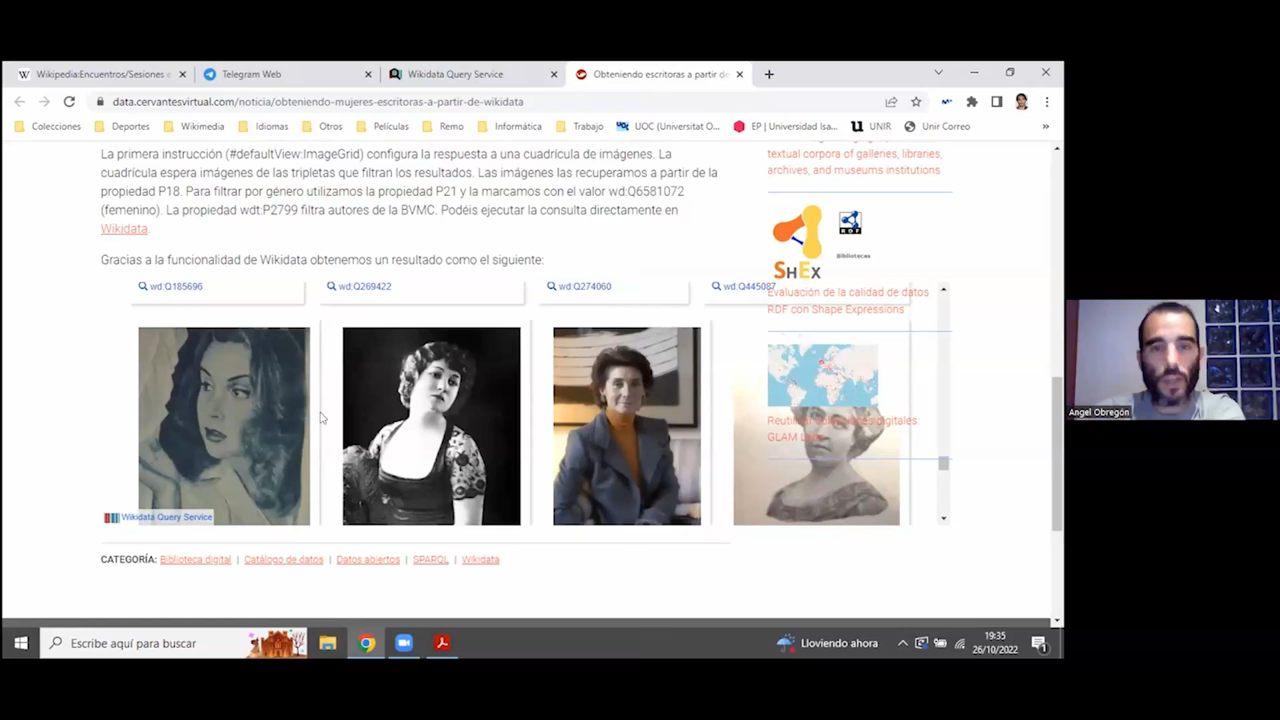 Wikipedia:Encuentros/Sesiones e
Telegram Web
Wikidata Query Service
Obteniendo escritoras a partir de
data.cervantesvirtual.com/noticia/obteniendo-mujeres-escritoras-a-partir-de-wikidata
Colecciones
Deportes
Wikimedia
Idiomas
Otros
Películas
Remo
Informática
Trabajo
UOC (Universitat O...
EP | Universidad Isa...
UNIR
Unir Correo
»
La primera instrucción (#defaultView:ImageGrid) configura la respuesta a una cuadrícula de imágenes. La
cuadrícula espera imágenes de las tripletas que filtran los resultados. Las imágenes las recuperamos a partir de la
propiedad P18. Para filtrar por género utilizamos la propiedad P21 y la marcamos con el valor wd:Q6581072
(femenino). La propiedad wdt:P2799 filtra autores de la BVMC. Podéis ejecutar la consulta directamente en
Wikidata.
Gracias a la funcionalidad de Wikidata obtenemos un resultado como el siguiente:
wd:Q185696
wd:Q269422
wd:Q274060
wd:Q445087
Wikidata Query Service
CATEGORÍA: Biblioteca digital | Catálogo de datos | Datos abiertos | SPARQL | Wikidata
textual corpora of galleries, libraries,
archives, and museums institutions
SHEX
RDF
Bibliotecas
Evaluación de la calidad de datos
RDF con Shape Expressions
digitales
GLAM
Angel Obregón
Escribe aquí para buscar
Lloviendo ahora
19:35
26/10/2022
1